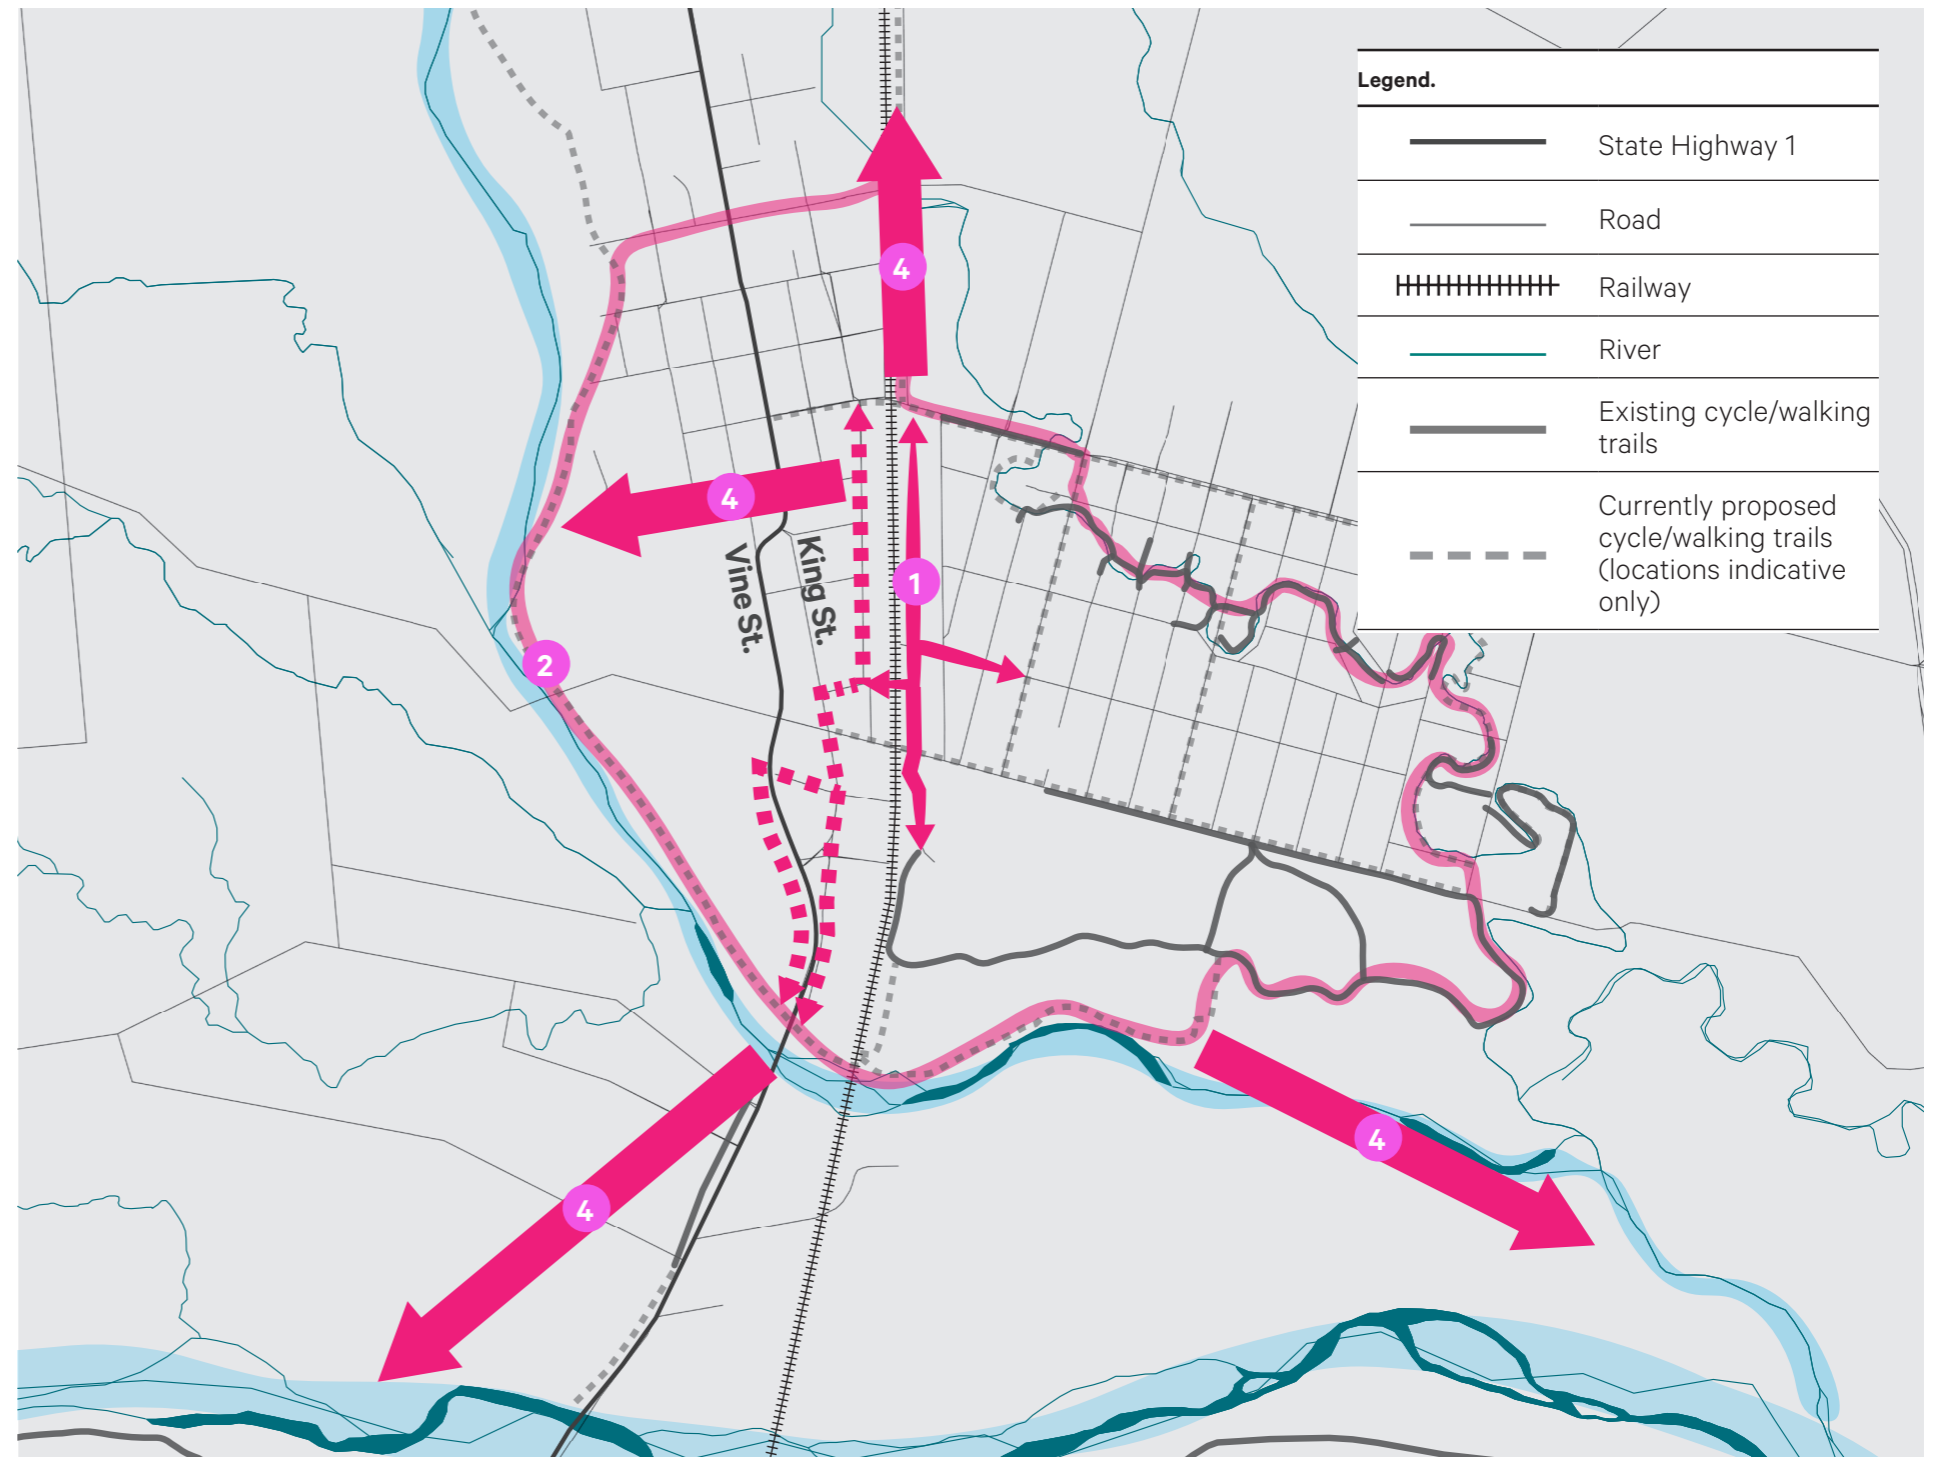 Legend.
State Highway 1
Road
Railway
River
Existing cycle/walking
trails
Currently proposed
cycle/walking trails
(locations indicative
only)
4
4
1
Vine St.
King St.
2
4
4